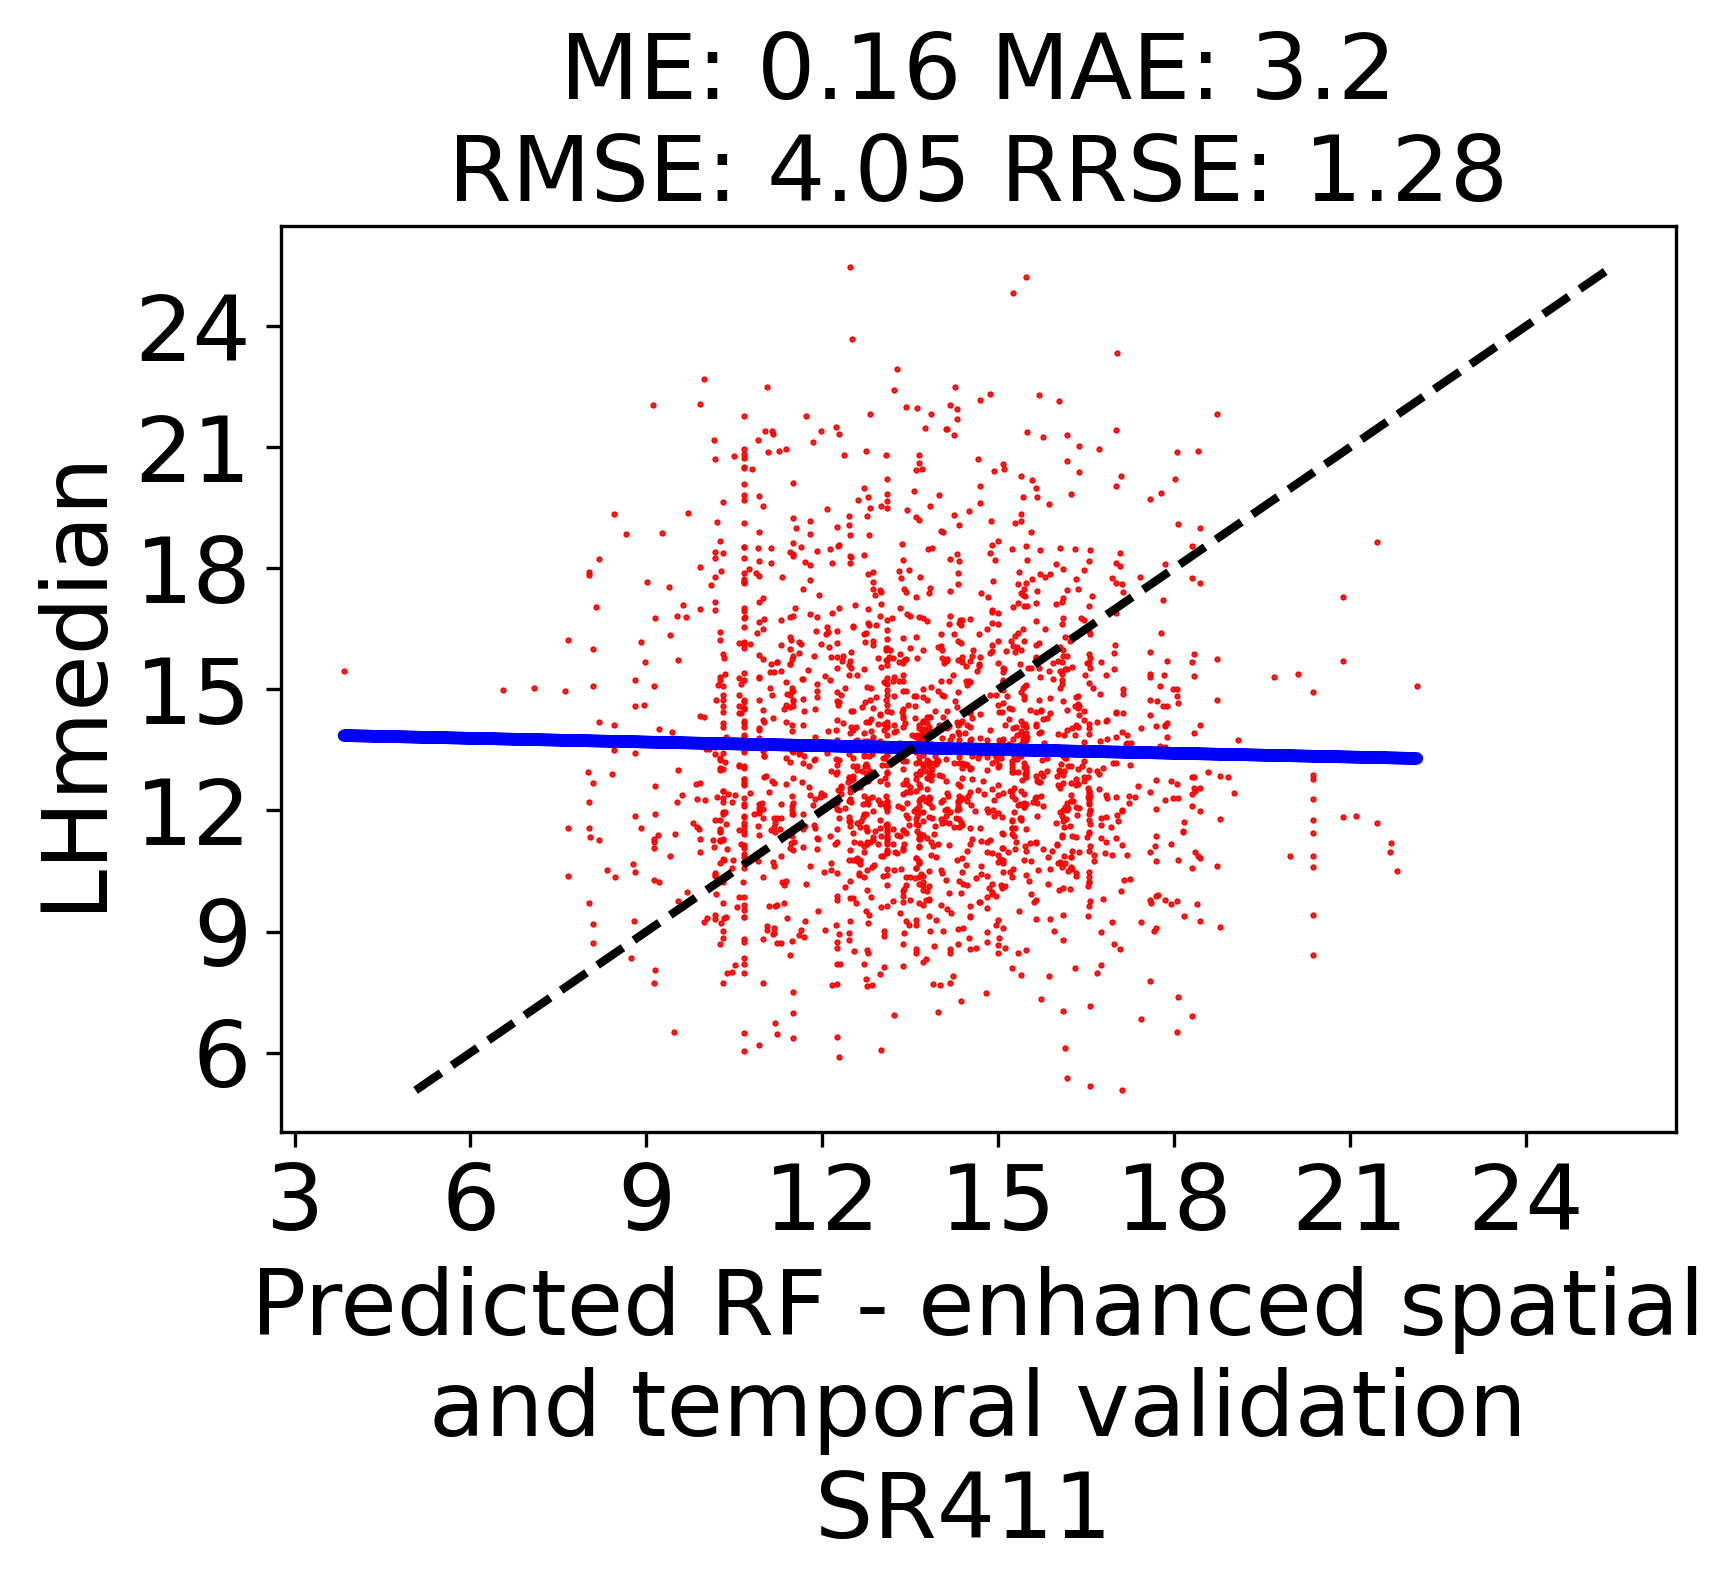 ME: 0.16 MAE: 3.2
RMSE: 4.05 RRSE: 1.28
24
21
18
15
12
9
6
LHmedian
3 6 9 12 15 18 21 24
Predicted RF - enhanced spatial
and temporal validation
SR411